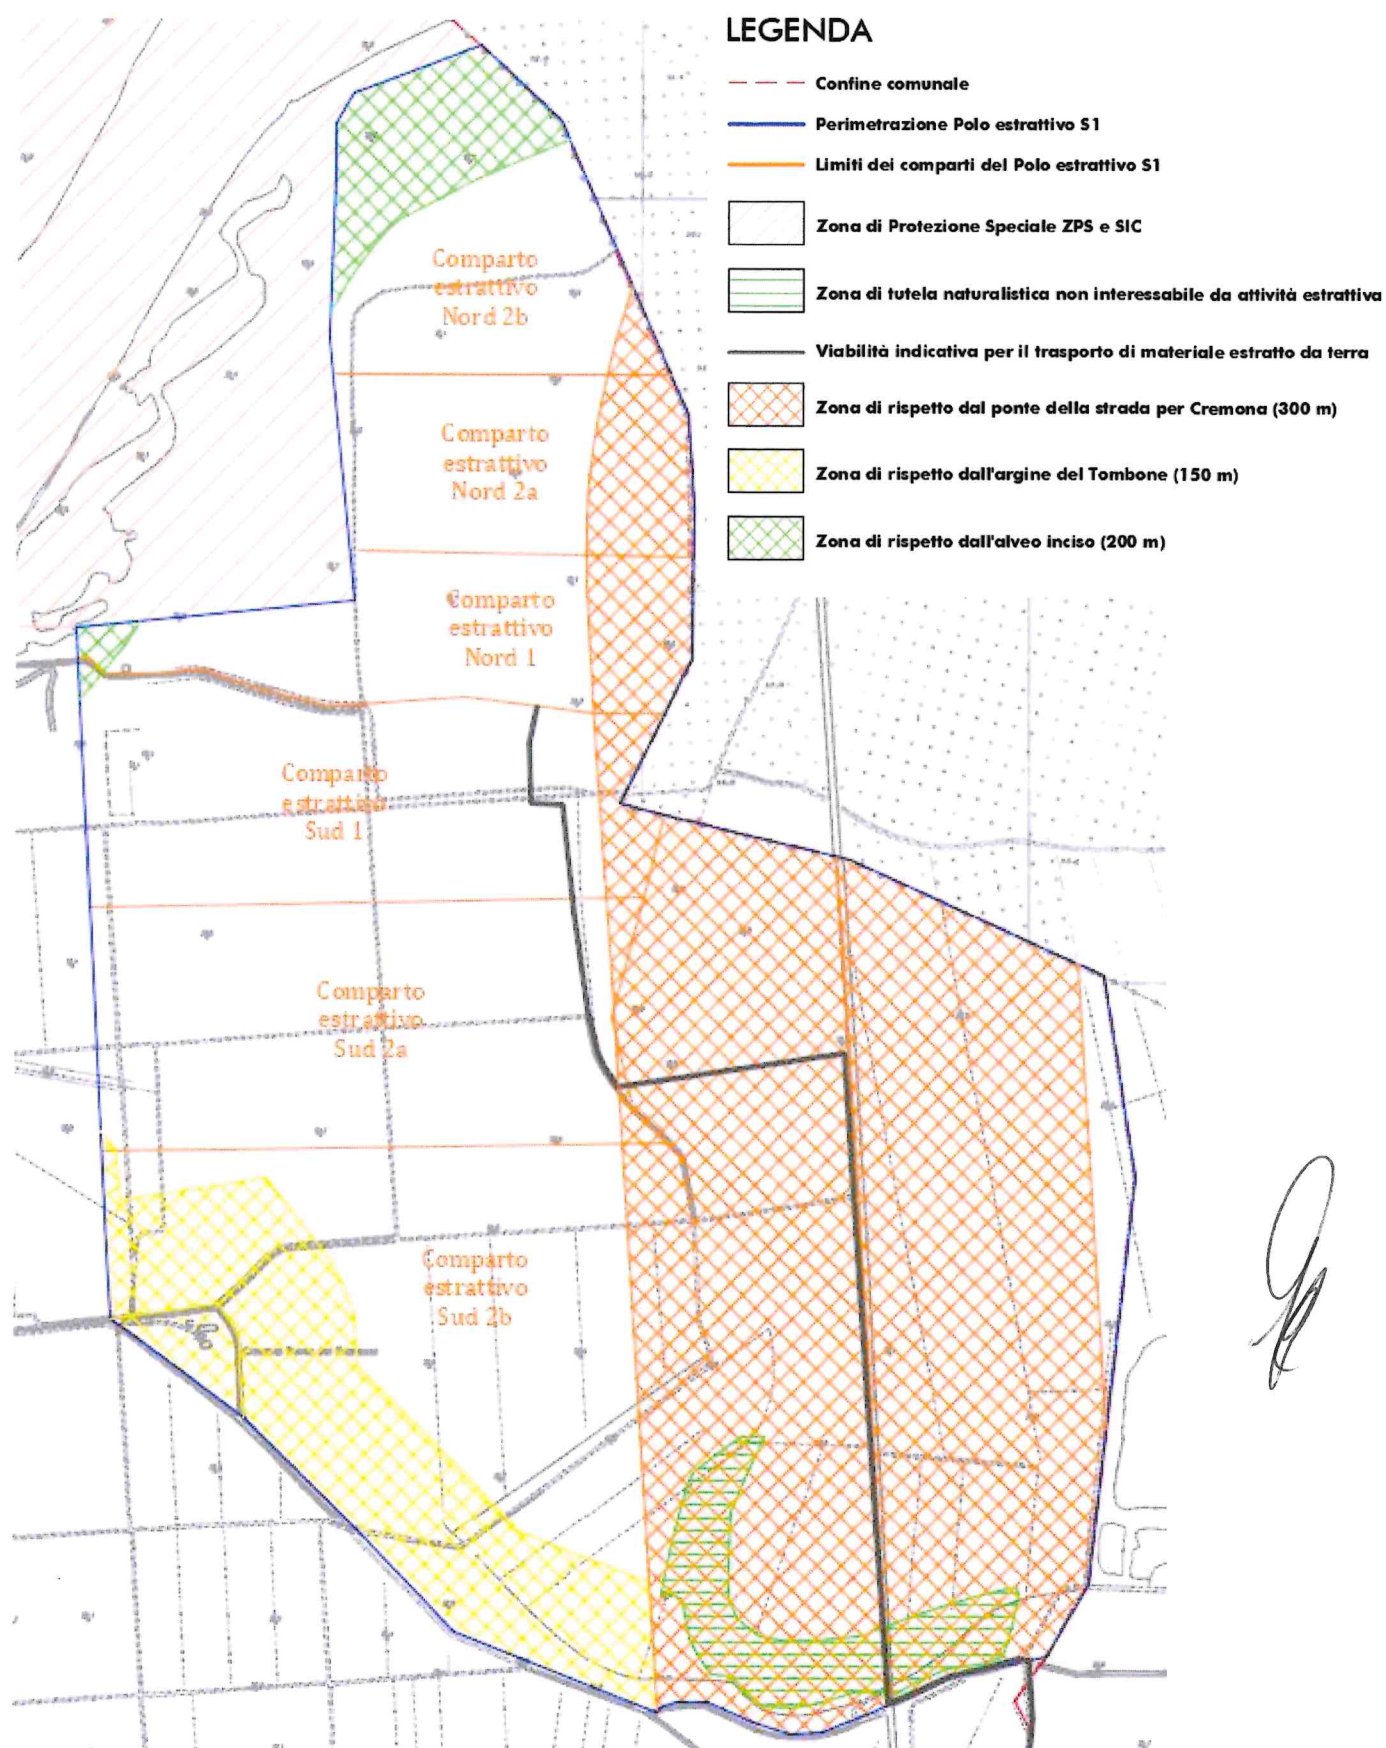 LEGENDA
Confine comunale
Perimetrazione Polo estrattivo S1
Limiti dei comparti del Polo estrattivo S1
Zona di Protezione Speciale ZPS e SIC
Zona di tutela naturalistica non interessabile da attività estrattiva
Viabilità indicativa per il trasporto di materiale estratto da terra
Zona di rispetto dal ponte della strada per Cremona (300 m)
Zona di rispetto dall'argine del Tombone (150 m)
Zona di rispetto dall'alveo inciso (200 m)
Comparto
estrattivo
Nord 2b
Comparto
estrattivo
Nord 2a
Comparto
estrattivo
Nord 1
Comparto
estrattivo
Sud 1
Comparto
estrattivo
Sud 2a
Comparto
estrattivo
Sud 2b